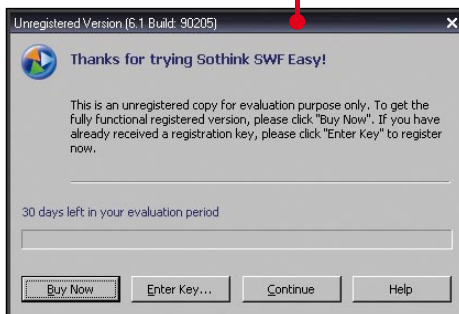 Unregistered Version (6.1 Build: 90205)
Thanks for trying Sothink SWF Easy!
This is an unregistered copy for evaluation purpose only. To get the
fully functional registered version, please click "Buy Now". If you have
already received a registration key, please click "Enter Key" to register
now.
30 days left in your evaluation period
Buy Now
Enter Key...
Continue
Help